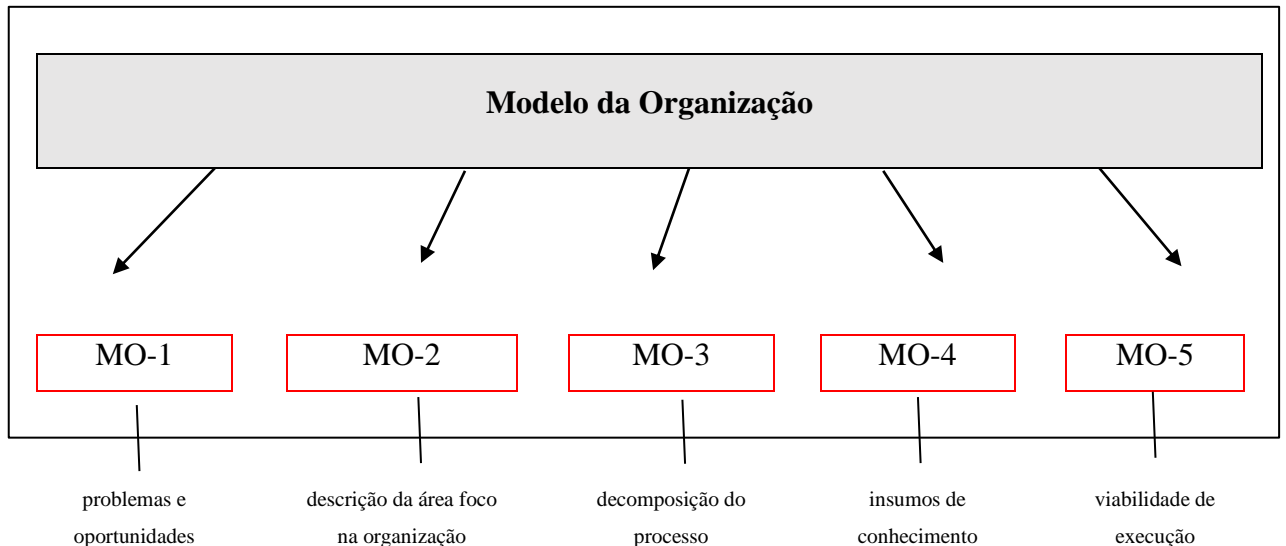 Modelo da Organização
MO-1
MO-2
MO-3
MO-4
MO-5
problemas e
oportunidades
descrição da área foco
na organização
decomposição do
processo
insumos de
conhecimento
viabilidade de
execução